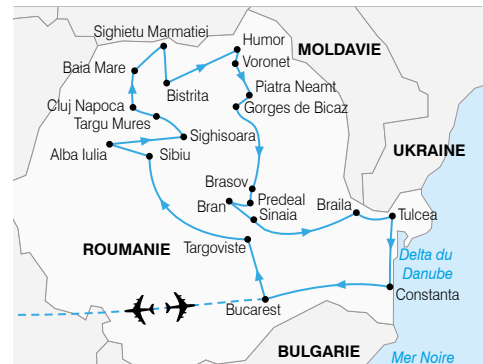 Sighietu Marmatiei
Humor
MOLDAVIE
Voronet
Baia Mare
Piatra Neamt
Bistrita
Gorges de Bicaz
Cluj Napoca
Targu Mures
Sighisoara
UKRAINE
Alba Iulia
Sibiu
Brasov
Predeal
Bran
Sinaia
Braila
Tulcea
ROUMANIE
Targoviste
Delta du
Danube
Constanta
Bucarest
BULGARIE
Mer Noire